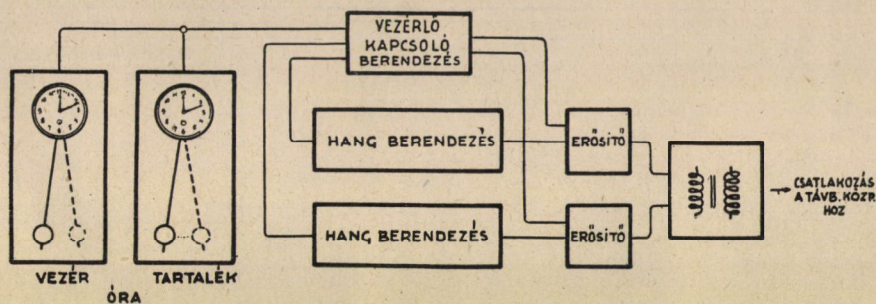 VEZÉRLŐ
KAPCSOLÓ
BERENDEZÉS
HANG BERENDEZÉS
ERŐSÍTŐ
HANG BERENDEZÉS
ERŐSÍTŐ
CSATLAKOZÁS
A TÁVB. KÖZP.
HOZ
VEZÉR
TARTALÉK
ÓRA